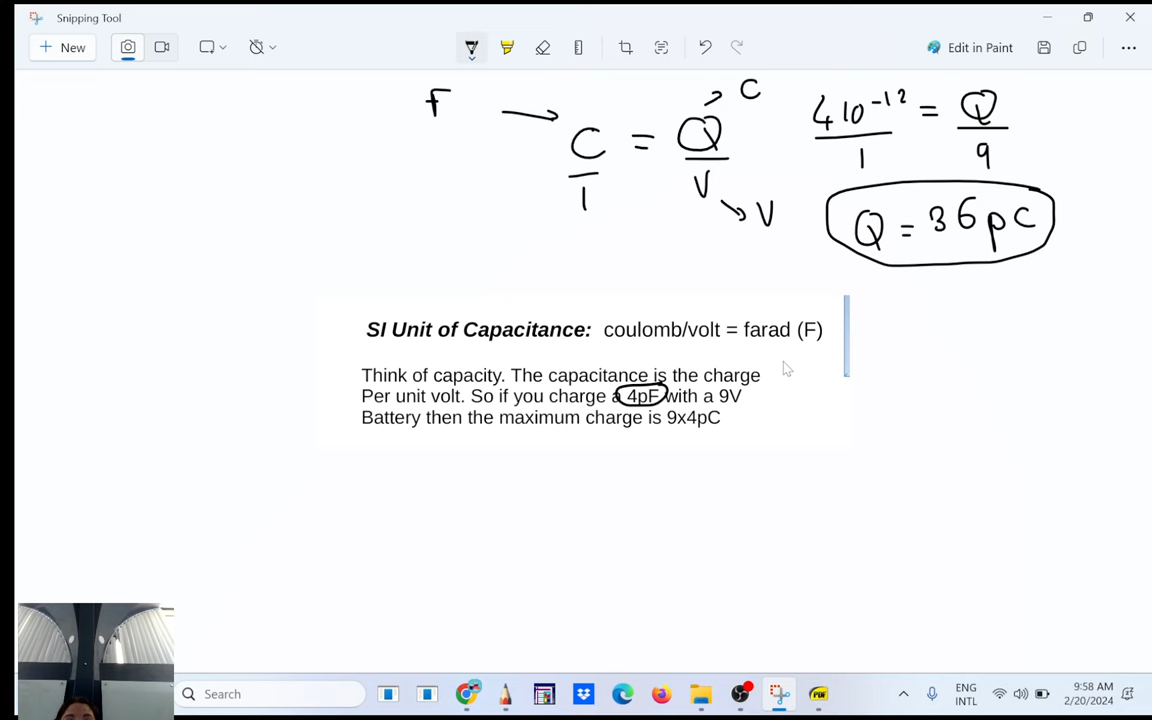 Snipping Tool
New
Edit in Paint
F → C/1 = Q/V
C
V
4 10⁻¹²/1 = Q/9
Q = 36pC
SI Unit of Capacitance: coulomb/volt = farad (F)
Think of capacity. The capacitance is the charge
Per unit volt. So if you charge a 4pF with a 9V
Battery then the maximum charge is 9x4pC
Search
PDF
ENG
INTL
9:58 AM
2/20/2024